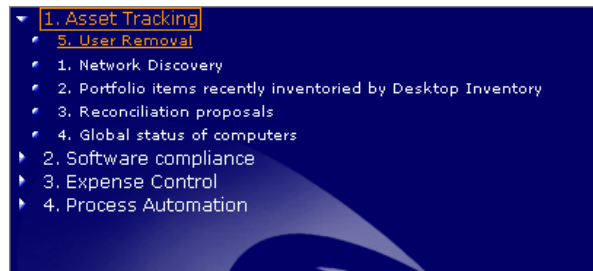 1. Asset Tracking
5. User Removal
1. Network Discovery
2. Portfolio items recently inventoried by Desktop Inventory
3. Reconciliation proposals
4. Global status of computers
2. Software compliance
3. Expense Control
4. Process Automation